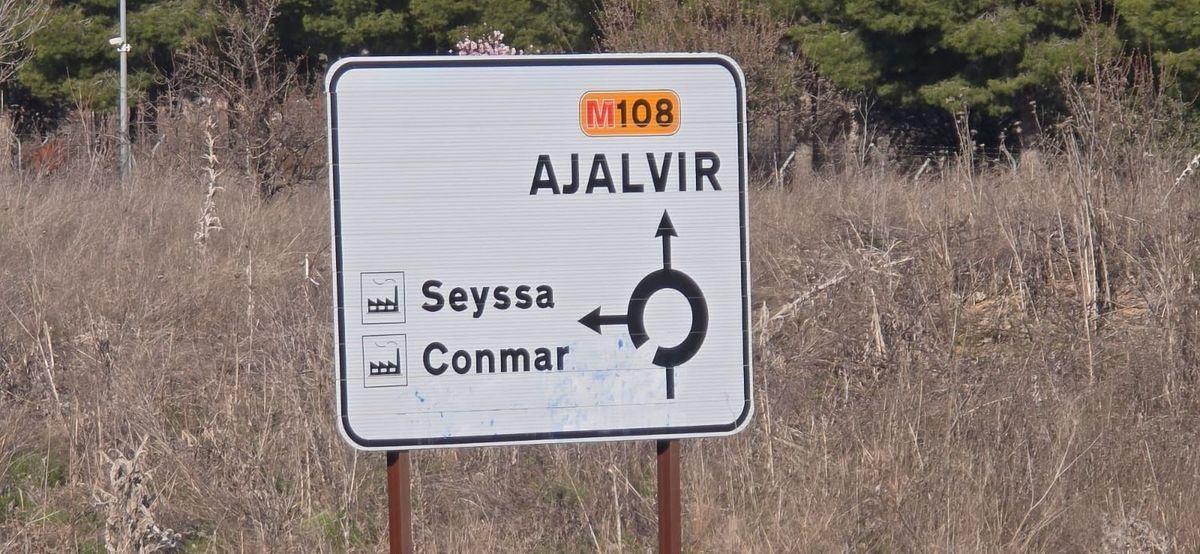 M108
AJALVIR
Seyssa
Conmar